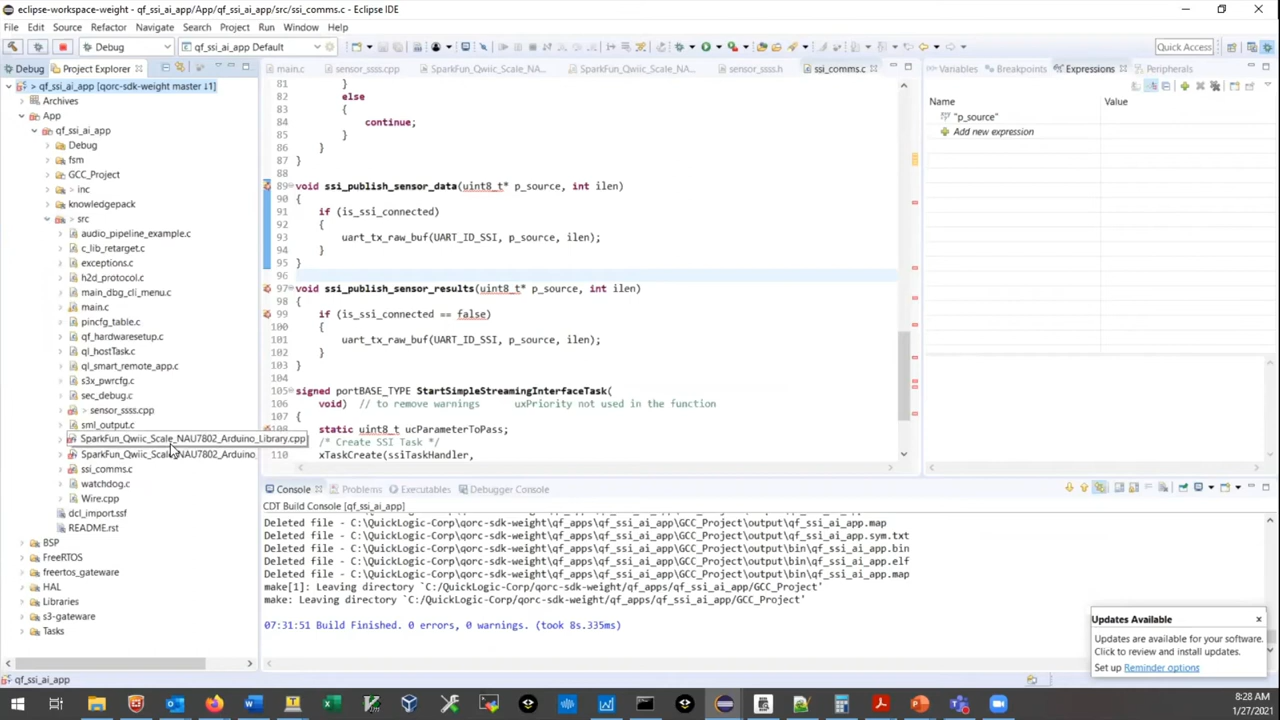 eclipse-workspace-weight - qf_ssi_ai_app/App/src/ssi_comms.c - Eclipse IDE
File Edit Source Refactor Navigate Search Project Run Window Help
Debug
qf_ssi_ai_app Default
Quick Access
Debug
Project Explorer
main.c
sensor_ssss.cpp
SparkFun_Qwiic_Scale_NA...
SparkFun_Qwiic_Scale_NA...
sensor_ssss.h
ssi_comms.c
Variables
Breakpoints
Expressions
Peripherals
> qf_ssi_ai_app [qorc-sdk-weight master ↓1]
Archives
App
qf_ssi_ai_app
Debug
fsm
GCC_Project
> inc
knowledgepack
> src
audio_pipeline_example.c
c_lib_retarget.c
exceptions.c
h2d_protocol.c
main_dbg_cli_menu.c
main.c
pincfg_table.c
qf_hardwaresetup.c
ql_hostTask.c
ql_smart_remote_app.c
s3x_pwrcfg.c
sec_debug.c
> sensor_ssss.cpp
sml_output.c
SparkFun_Qwiic_Scale_NAU7802_Arduino_Library.cpp
SparkFun_Qwiic_Scale_NAU7802_Arduino
ssi_comms.c
watchdog.c
Wire.cpp
dcl_import.ssf
README.rst
BSP
FreeRTOS
freertos_gateware
HAL
Libraries
s3-gateware
Tasks
81 }
82 else
83 {
84 continue;
85 }
86 }
87 }
88
89 void ssi_publish_sensor_data(uint8_t* p_source, int ilen)
90 {
91 if (is_ssi_connected)
92 {
93 uart_tx_raw_buf(UART_ID_SSI, p_source, ilen);
94 }
95 }
96
97 void ssi_publish_sensor_results(uint8_t* p_source, int ilen)
98 {
99 if (is_ssi_connected == false)
100 {
101 uart_tx_raw_buf(UART_ID_SSI, p_source, ilen);
102 }
103 }
104
105 signed portBASE_TYPE StartSimpleStreamingInterfaceTask(
106 void) // to remove warnings uxPriority not used in the function
107 {
108 static uint8_t ucParameterToPass;
109 /* Create SSI Task */
110 xTaskCreate(ssiTaskHandler,
Name Value
"p_source"
Add new expression
Console
Problems
Executables
Debugger Console
CDT Build Console [qf_ssi_ai_app]
Deleted file - C:\QuickLogic-Corp\qorc-sdk-weight\qf_apps\qf_ssi_ai_app\GCC_Project\output\qf_ssi_ai_app.map
Deleted file - C:\QuickLogic-Corp\qorc-sdk-weight\qf_apps\qf_ssi_ai_app\GCC_Project\output\qf_ssi_ai_app.sym.txt
Deleted file - C:\QuickLogic-Corp\qorc-sdk-weight\qf_apps\qf_ssi_ai_app\GCC_Project\output\bin\qf_ssi_ai_app.bin
Deleted file - C:\QuickLogic-Corp\qorc-sdk-weight\qf_apps\qf_ssi_ai_app\GCC_Project\output\bin\qf_ssi_ai_app.elf
Deleted file - C:\QuickLogic-Corp\qorc-sdk-weight\qf_apps\qf_ssi_ai_app\GCC_Project\output\bin\qf_ssi_ai_app.map
make[1]: Leaving directory `C:/QuickLogic-Corp/qorc-sdk-weight/qf_apps/qf_ssi_ai_app/GCC_Project'
make: Leaving directory `C:/QuickLogic-Corp/qorc-sdk-weight/qf_apps/qf_ssi_ai_app/GCC_Project'
07:31:51 Build Finished. 0 errors, 0 warnings. (took 8s.335ms)
Updates Available
Updates are available for your software.
Click to review and install updates.
Set up Reminder options
qf_ssi_ai_app
8:28 AM
1/27/2021